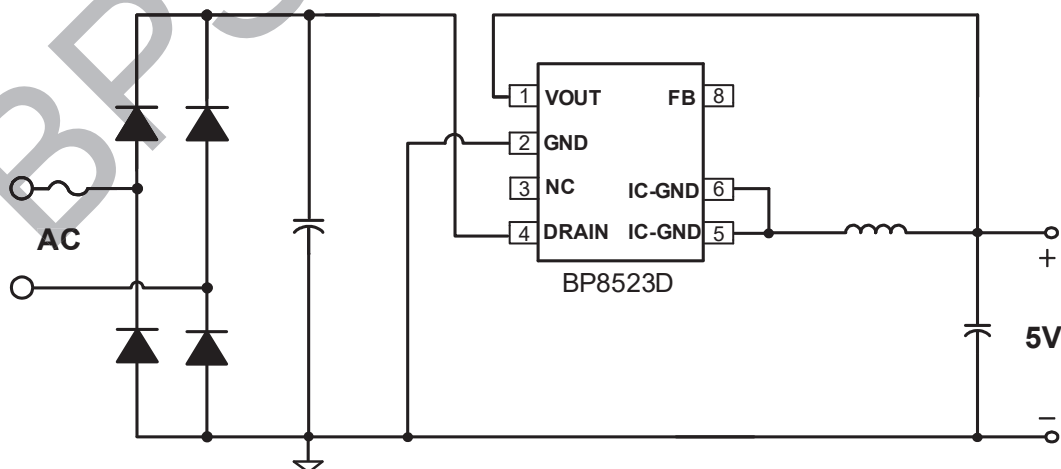 BPS
1 VOUT FB 8
2 GND
3 NC IC-GND 6
4 DRAIN IC-GND 5
BP8523D
AC
+
5V
−